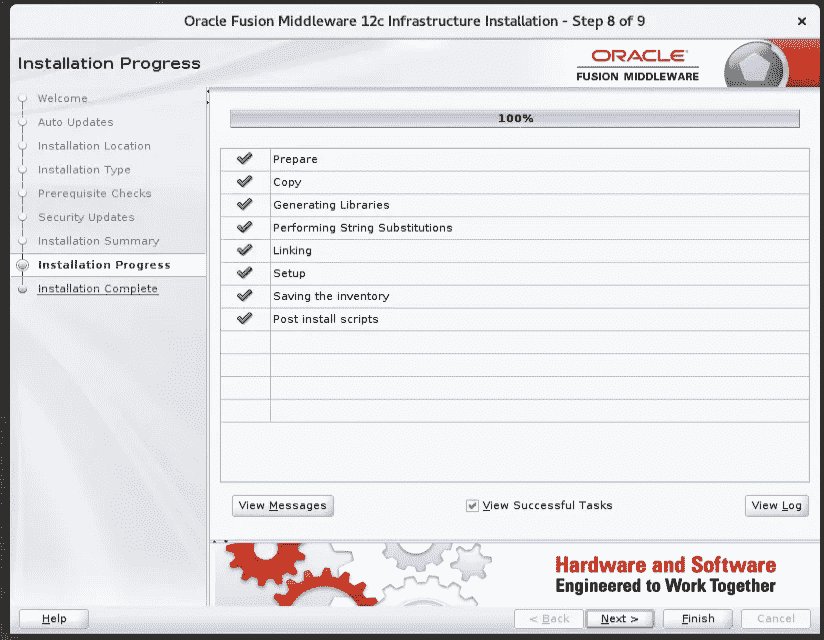 Oracle Fusion Middleware 12c Infrastructure Installation - Step 8 of 9
Installation Progress
ORACLE
FUSION MIDDLEWARE
Welcome
Auto Updates
Installation Location
Installation Type
Prerequisite Checks
Security Updates
Installation Summary
Installation Progress
Installation Complete
100%
Prepare
Copy
Generating Libraries
Performing String Substitutions
Linking
Setup
Saving the inventory
Post install scripts
View Messages
View Successful Tasks
View Log
Hardware and Software
Engineered to Work Together
Help
< Back
Next >
Finish
Cancel